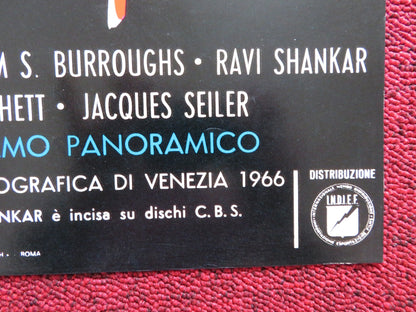 M S. BURROUGHS • RAVI SHANKAR
HETT • JACQUES SEILER
MO PANORAMICO
OGRAFICA DI VENEZIA 1966
NKAR è incisa su dischi C.B.S.
ROMA
DISTRIBUZIONE
I.N.D.I.E.F.